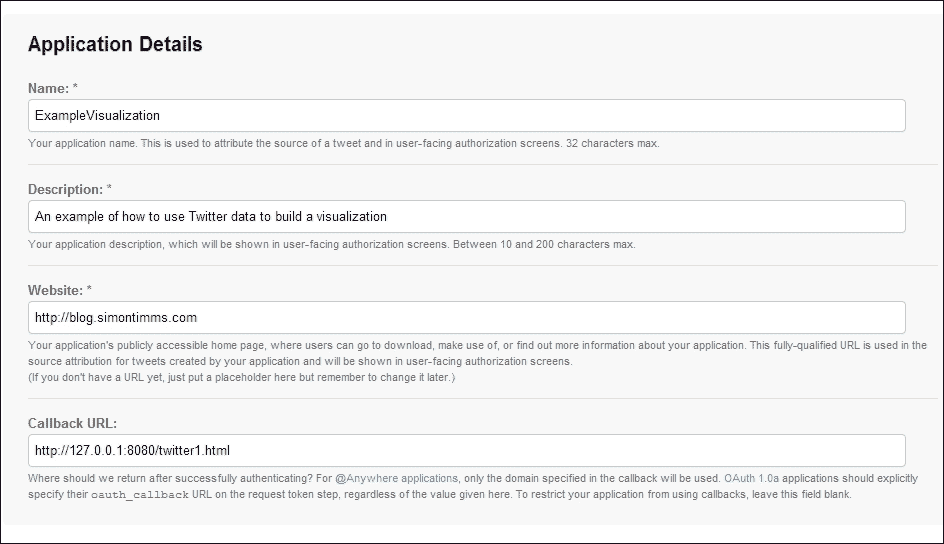 Application Details
Name: *
ExampleVisualization
Your application name. This is used to attribute the source of a tweet and in user-facing authorization screens. 32 characters max.
Description: *
An example of how to use Twitter data to build a visualization
Your application description, which will be shown in user-facing authorization screens. Between 10 and 200 characters max.
Website: *
http://blog.simontimms.com
Your application's publicly accessible home page, where users can go to download, make use of, or find out more information about your application. This fully-qualified URL is used in the
source attribution for tweets created by your application and will be shown in user-facing authorization screens.
(If you don't have a URL yet, just put a placeholder here but remember to change it later.)
Callback URL:
http://127.0.0.1:8080/twitter1.html
Where should we return after successfully authenticating? For @Anywhere applications, only the domain specified in the callback will be used. OAuth 1.0a applications should explicitly
specify their oauth_callback URL on the request token step, regardless of the value given here. To restrict your application from using callbacks, leave this field blank.